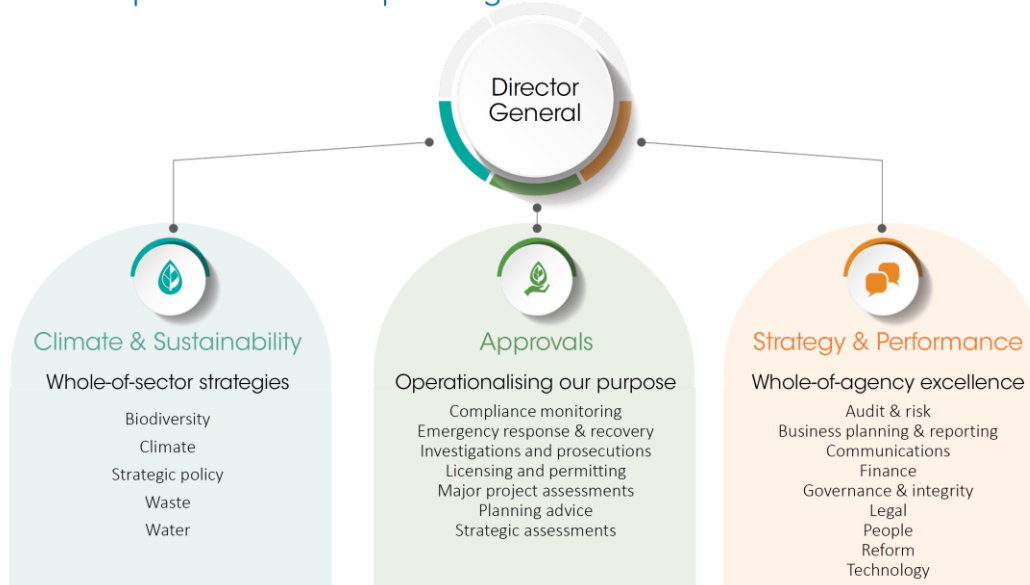 Director
General
Climate & Sustainability
Whole-of-sector strategies
Biodiversity
Climate
Strategic policy
Waste
Water
Approvals
Operationalising our purpose
Compliance monitoring
Emergency response & recovery
Investigations and prosecutions
Licensing and permitting
Major project assessments
Planning advice
Strategic assessments
Strategy & Performance
Whole-of-agency excellence
Audit & risk
Business planning & reporting
Communications
Finance
Governance & integrity
Legal
People
Reform
Technology